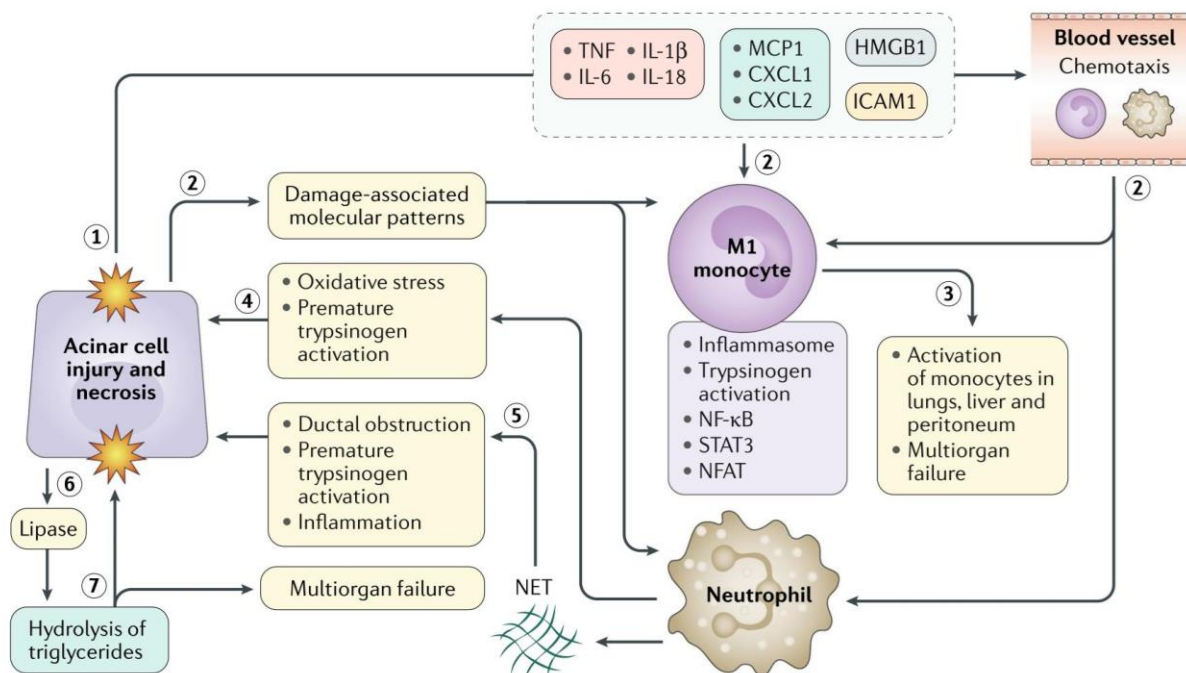 • TNF • IL-1β
• IL-6 • IL-18
• MCP1
• CXCL1
• CXCL2
HMGB1
ICAM1
Blood vessel
Chemotaxis
2
2
2
Damage-associated
molecular patterns
1
M1
monocyte
• Oxidative stress
• Premature
trypsinogen
activation
4
3
Acinar cell
injury and
necrosis
• Inflammasome
• Trypsinogen
activation
• NF-κB
• STAT3
• NFAT
• Activation
of monocytes in
lungs, liver and
peritoneum
• Multiorgan
failure
5
• Ductal obstruction
• Premature
trypsinogen
activation
• Inflammation
6
Lipase
7
Multiorgan failure
NET
Neutrophil
Hydrolysis of
triglycerides